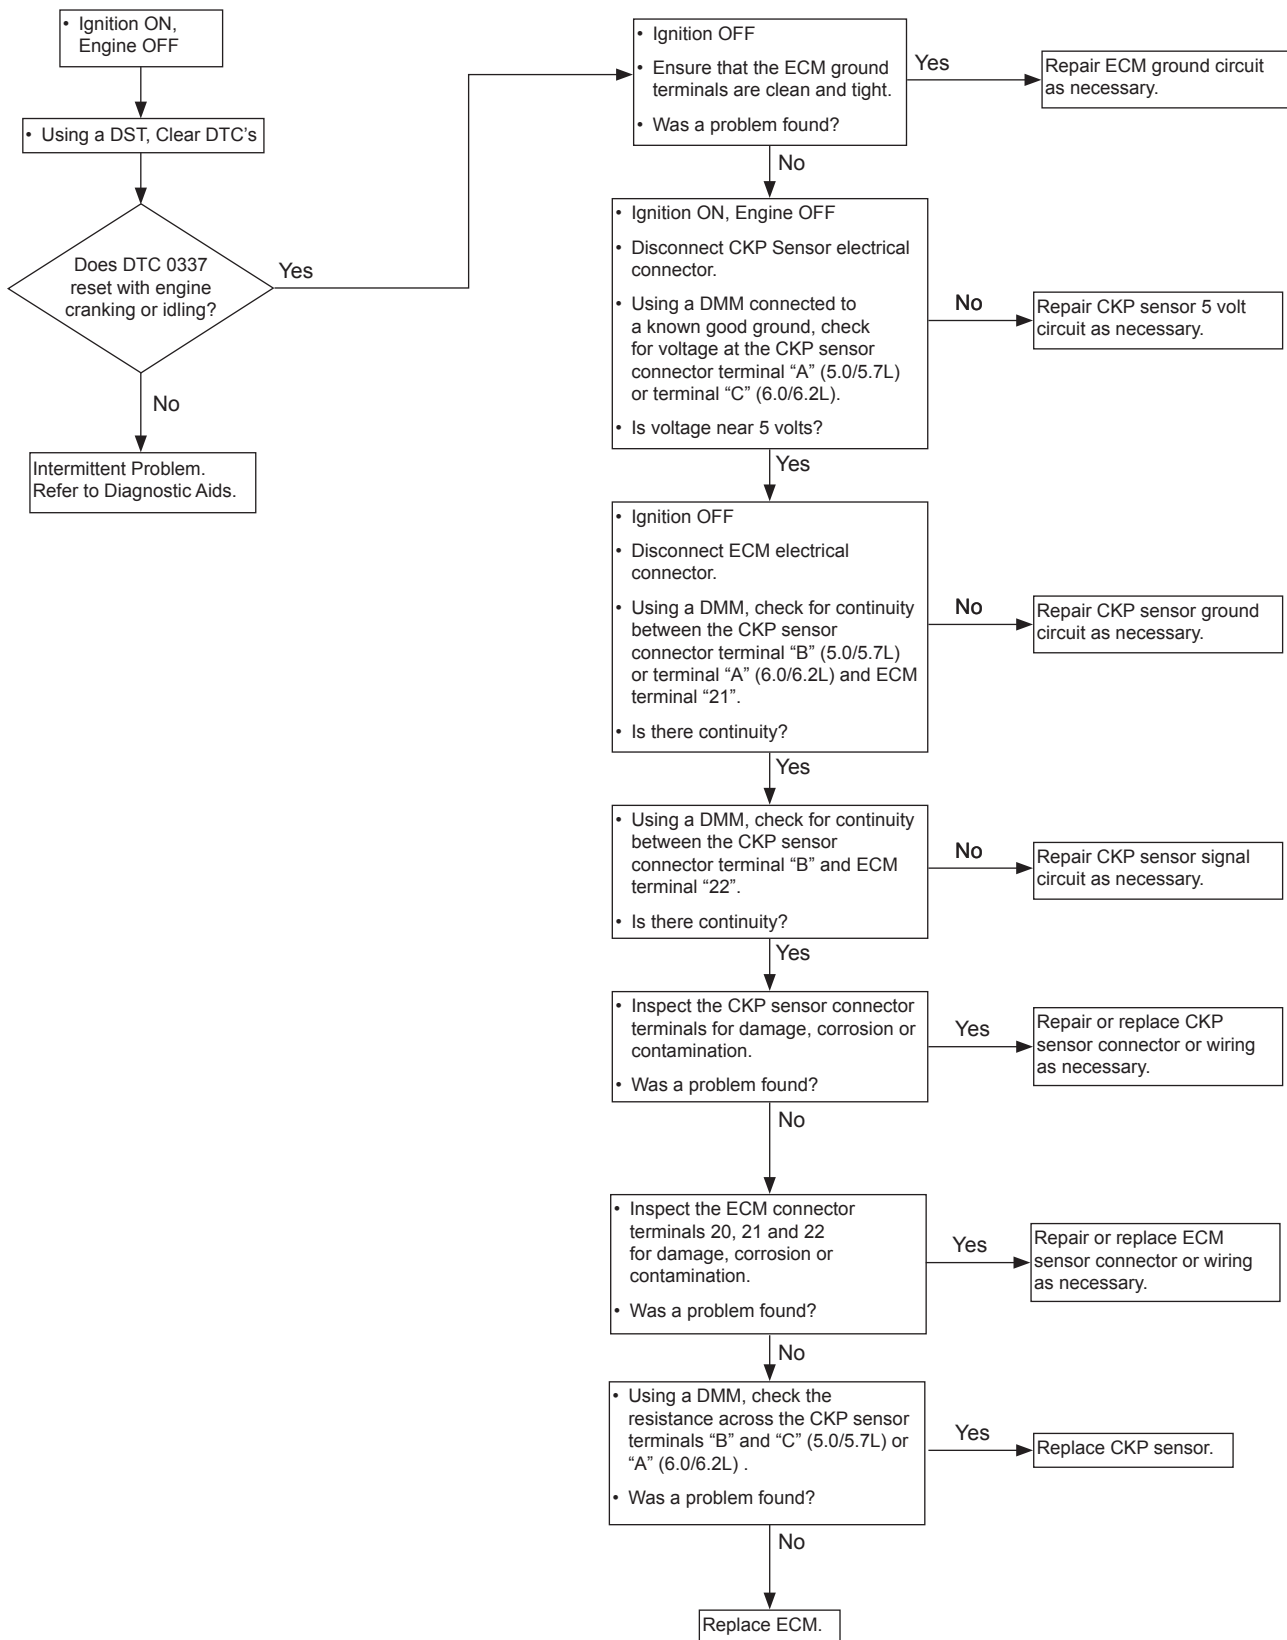 • Ignition ON,
Engine OFF
• Using a DST, Clear DTC's
Does DTC 0337
reset with engine
cranking or idling?
Yes
No
Intermittent Problem.
Refer to Diagnostic Aids.
• Ignition OFF
• Ensure that the ECM ground
terminals are clean and tight.
• Was a problem found?
Yes
Repair ECM ground circuit
as necessary.
No
• Ignition ON, Engine OFF
• Disconnect CKP Sensor electrical
connector.
• Using a DMM connected to
a known good ground, check
for voltage at the CKP sensor
connector terminal “A” (5.0/5.7L)
or terminal “C” (6.0/6.2L).
• Is voltage near 5 volts?
No
Repair CKP sensor 5 volt
circuit as necessary.
Yes
• Ignition OFF
• Disconnect ECM electrical
connector.
• Using a DMM, check for continuity
between the CKP sensor
connector terminal “B” (5.0/5.7L)
or terminal “A” (6.0/6.2L) and ECM
terminal “21”.
• Is there continuity?
No
Repair CKP sensor ground
circuit as necessary.
Yes
• Using a DMM, check for continuity
between the CKP sensor
connector terminal “B” and ECM
terminal “22”.
• Is there continuity?
No
Repair CKP sensor signal
circuit as necessary.
Yes
• Inspect the CKP sensor connector
terminals for damage, corrosion or
contamination.
• Was a problem found?
Yes
Repair or replace CKP
sensor connector or wiring
as necessary.
No
• Inspect the ECM connector
terminals 20, 21 and 22
for damage, corrosion or
contamination.
• Was a problem found?
Yes
Repair or replace ECM
sensor connector or wiring
as necessary.
No
• Using a DMM, check the
resistance across the CKP sensor
terminals “B” and “C” (5.0/5.7L) or
“A” (6.0/6.2L) .
• Was a problem found?
Yes
Replace CKP sensor.
No
Replace ECM.